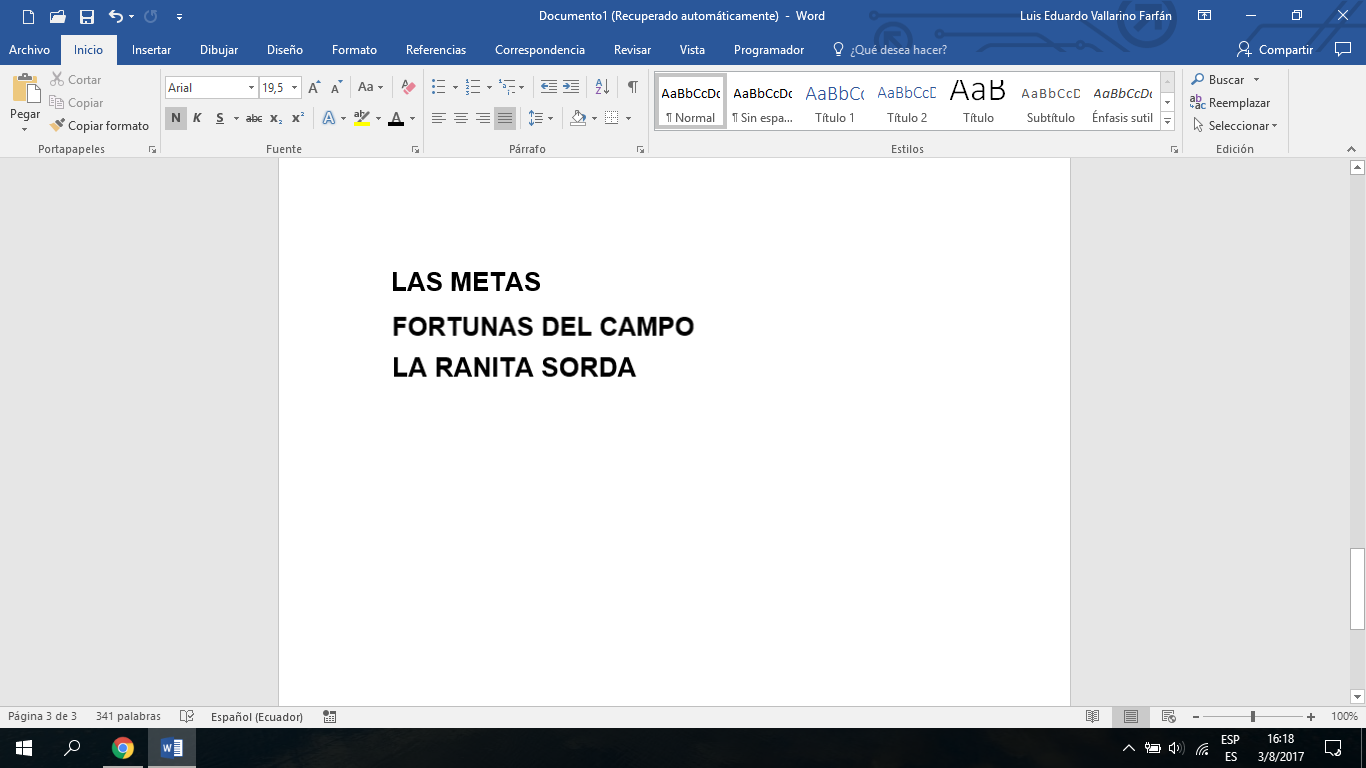 Documento1 (Recuperado automáticamente) - Word
Luis Eduardo Vallarino Farfán
Archivo Inicio Insertar Dibujar Diseño Formato Referencias Correspondencia Revisar Vista Programador ¿Qué desea hacer? Compartir
Pegar
Cortar
Copiar
Copiar formato
Portapapeles
Arial 19,5
Aa
N K S abc x₂ x²
Fuente
Párrafo
AaBbCcDc AaBbCcDc AaBbCc AaBbCcD AaB AaBbCcD AaBbCcDc
¶ Normal ¶ Sin espa... Título 1 Título 2 Título Subtítulo Énfasis sutil
Estilos
Buscar
Reemplazar
Seleccionar
Edición
LAS METAS
FORTUNAS DEL CAMPO
LA RANITA SORDA
Página 3 de 3 341 palabras Español (Ecuador) 100%
ESP
ES
16:18
3/8/2017